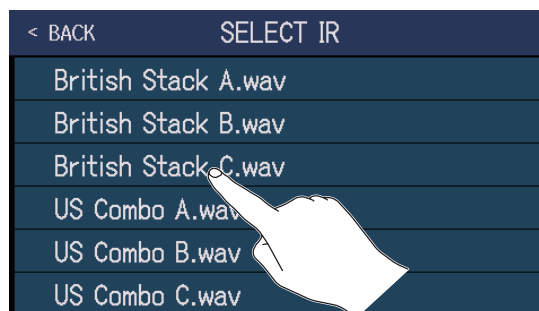 < BACK
SELECT IR
British Stack A.wav
British Stack B.wav
British Stack C.wav
US Combo A.wav
US Combo B.wav
US Combo C.wav